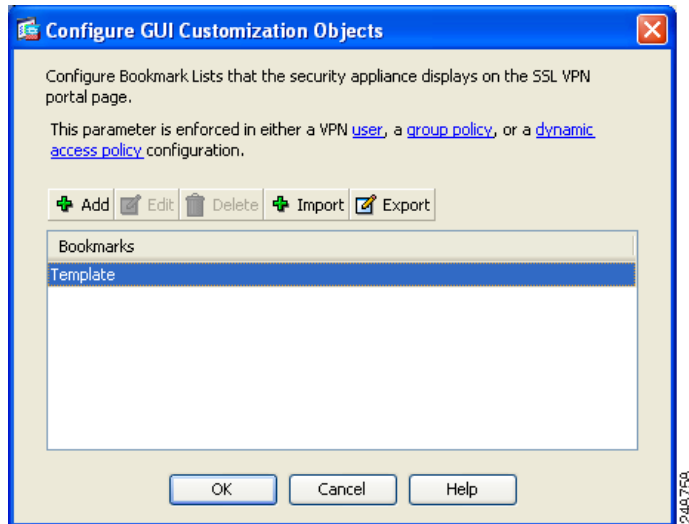 Configure GUI Customization Objects
Configure Bookmark Lists that the security appliance displays on the SSL VPN
portal page.
This parameter is enforced in either a VPN user, a group policy, or a dynamic
access policy configuration.
Add Edit Delete Import Export
Bookmarks
Template
OK Cancel Help
248759